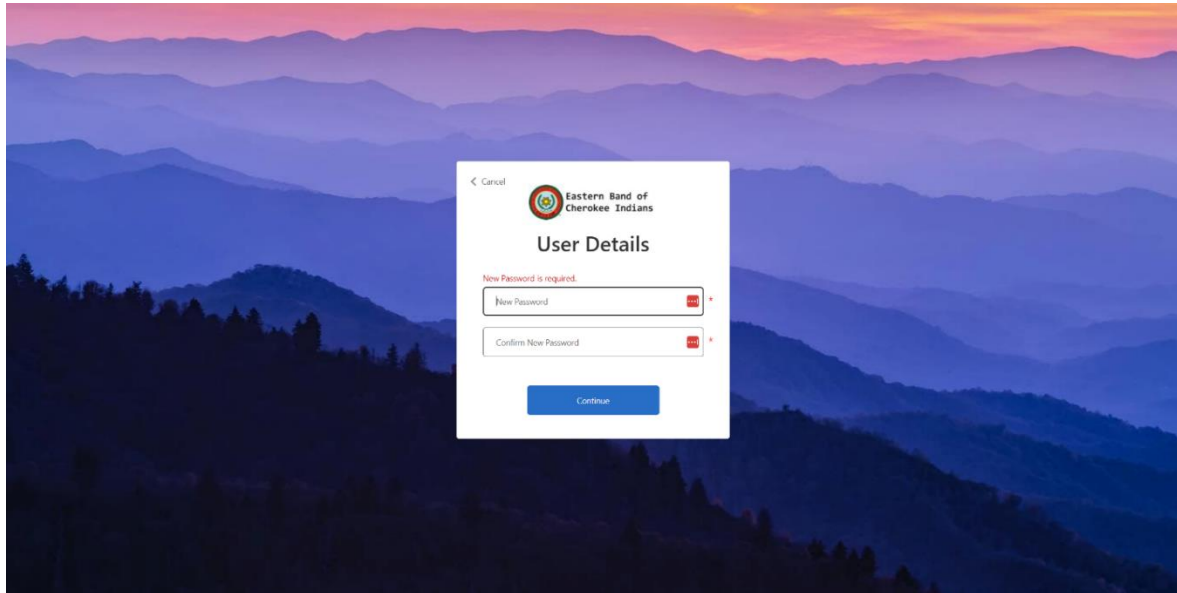 Cancel
Eastern Band of
Cherokee Indians
User Details
New Password is required.
New Password
*
Confirm New Password
*
Continue